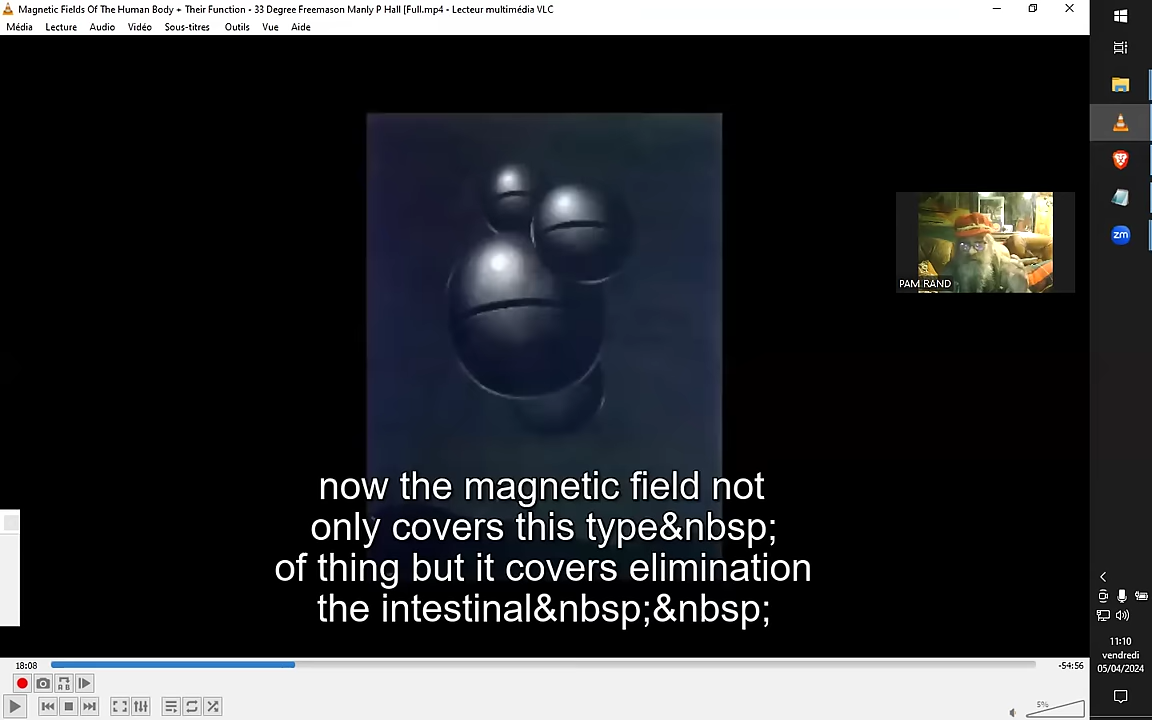 Magnetic Fields Of The Human Body + Their Function - 33 Degree Freemason Manly P Hall [Full.mp4 - Lecteur multimédia VLC
Média Lecture Audio Vidéo Sous-titres Outils Vue Aide
PAM RAND
zm
now the magnetic field not
only covers this type&nbsp;
of thing but it covers elimination
the intestinal&nbsp;&nbsp;
18:08
-54:56
5%
11:10
vendredi
05/04/2024